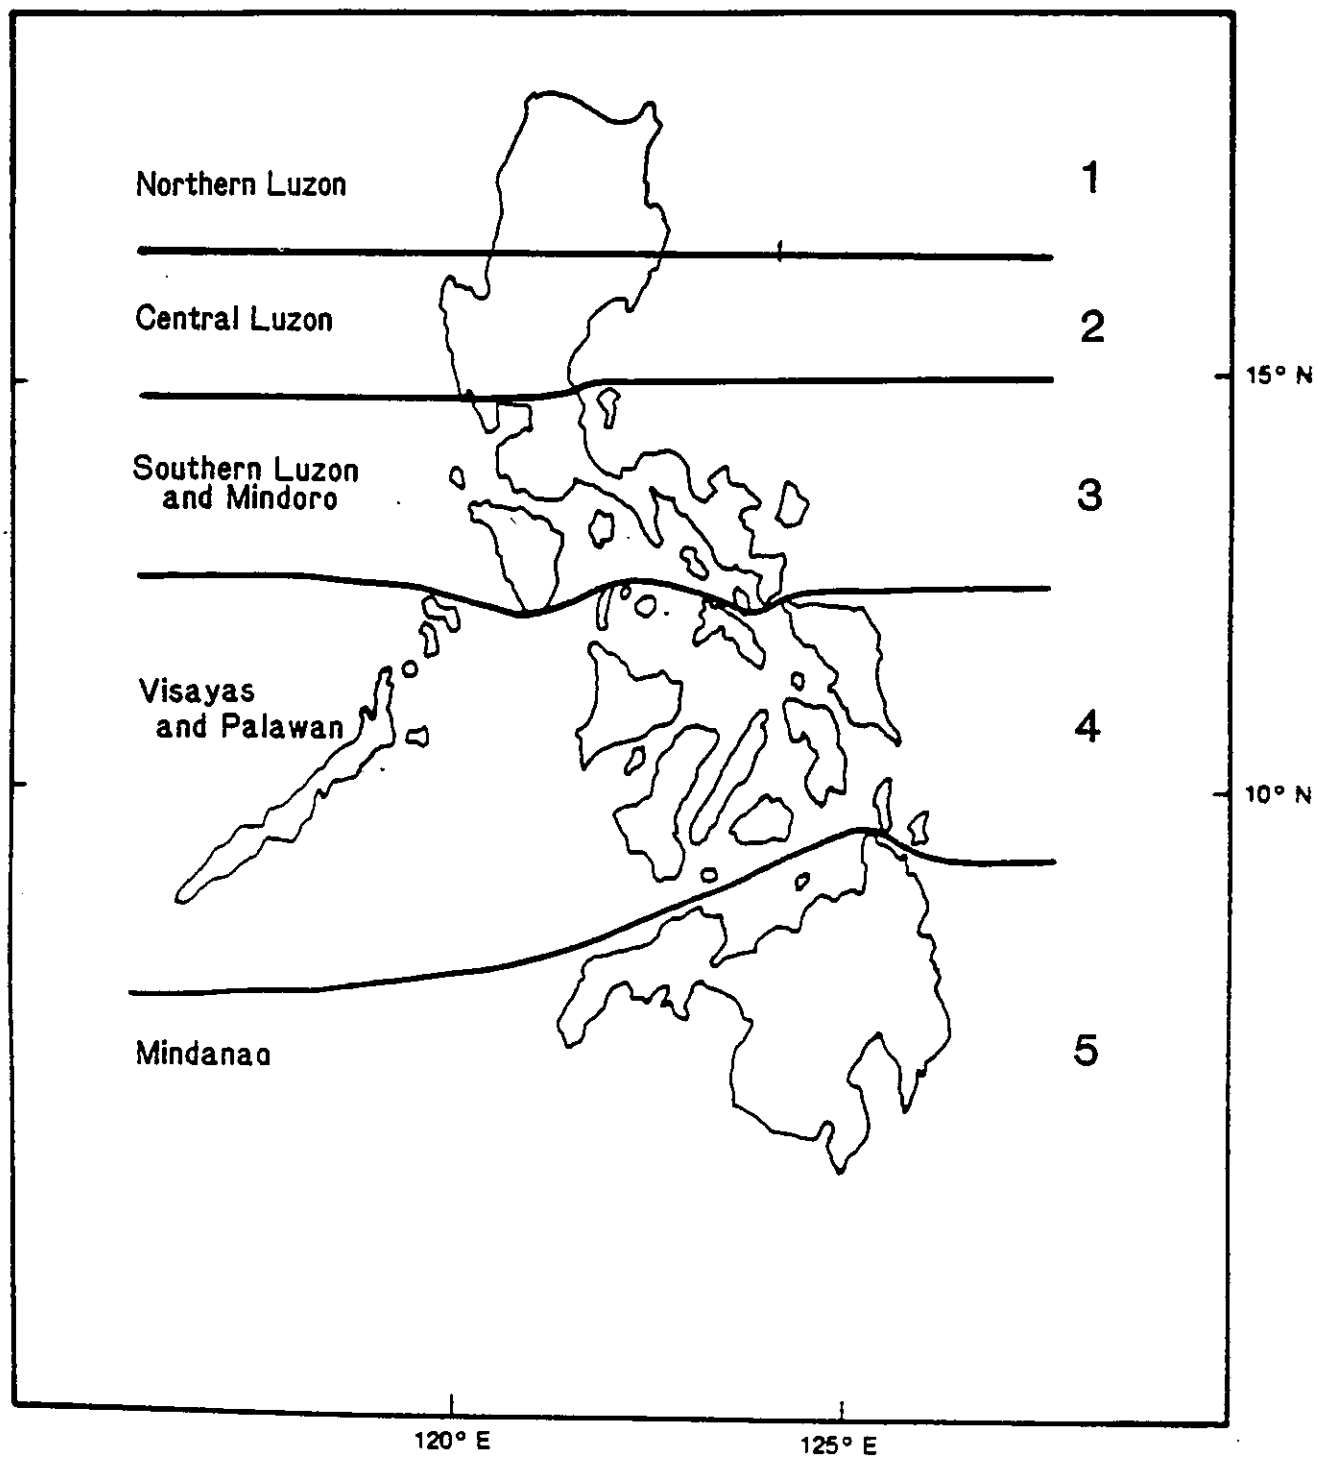 Northern Luzon
1
Central Luzon
2
15° N
Southern Luzon
and Mindoro
3
Visayas
and Palawan
4
10° N
Mindanao
5
120° E
125° E